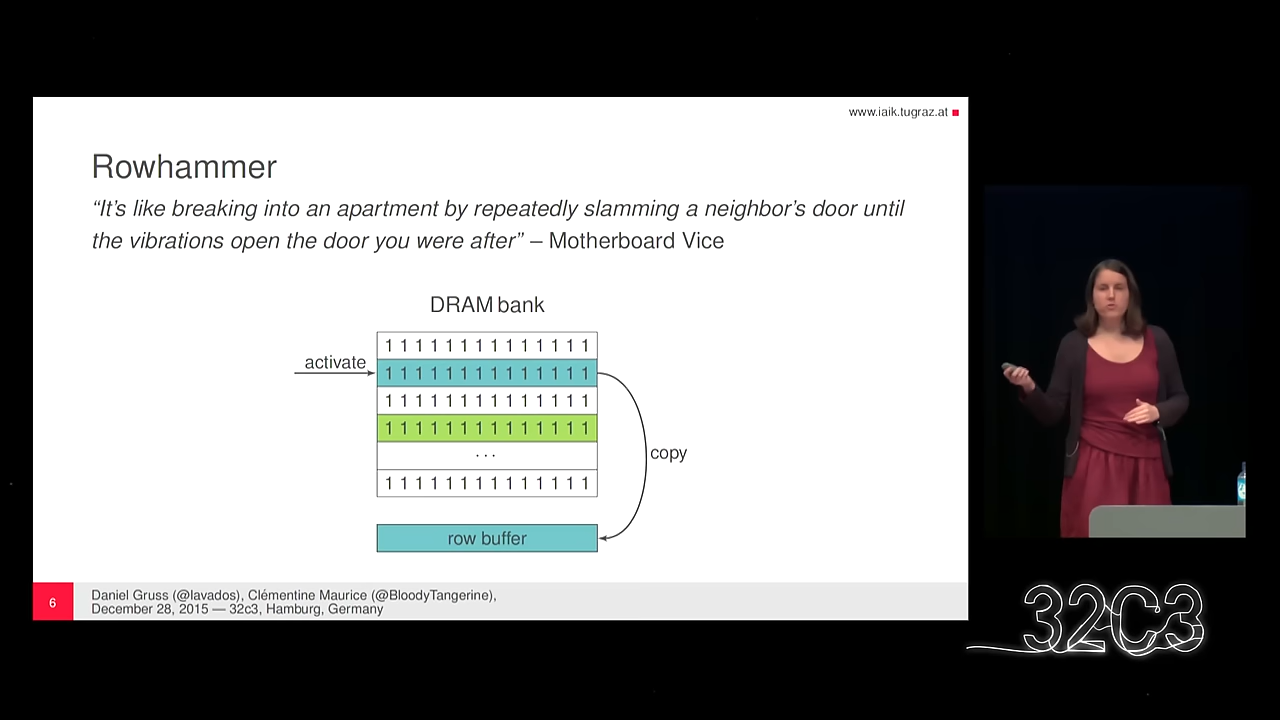 www.iaik.tugraz.at
Rowhammer
“It’s like breaking into an apartment by repeatedly slamming a neighbor’s door until
the vibrations open the door you were after” – Motherboard Vice
DRAM bank
1 1 1 1 1 1 1 1 1 1 1 1 1 1
activate
1 1 1 1 1 1 1 1 1 1 1 1 1 1
1 1 1 1 1 1 1 1 1 1 1 1 1 1
1 1 1 1 1 1 1 1 1 1 1 1 1 1
...
copy
1 1 1 1 1 1 1 1 1 1 1 1 1 1
row buffer
6
Daniel Gruss (@lavados), Clémentine Maurice (@BloodyTangerine),
December 28, 2015 — 32c3, Hamburg, Germany
32C3